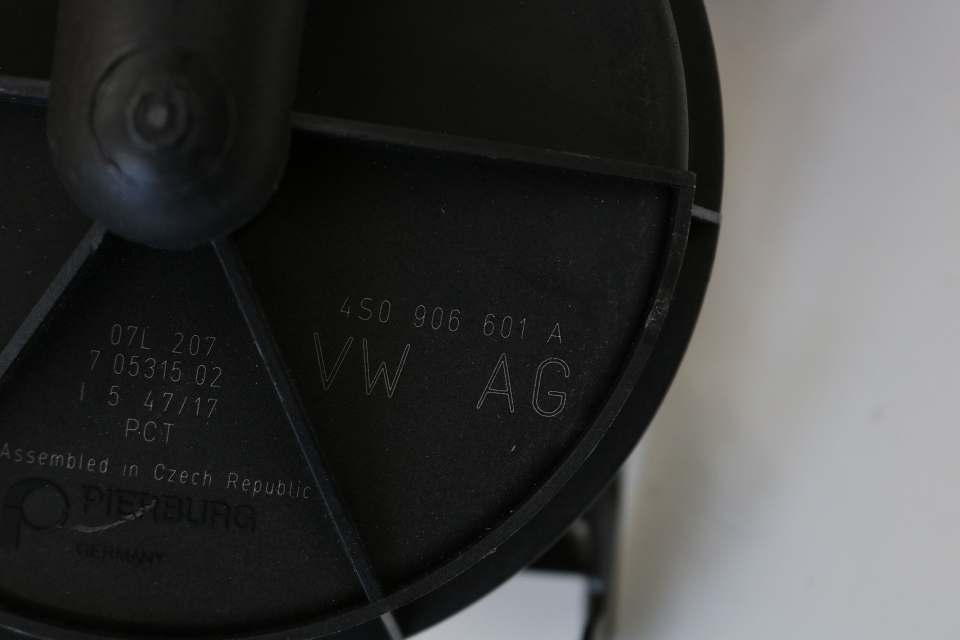 4S0 906 601 A
VW AG
07L 207
7 05315 02
I 5 47/17
PCT
Assembled in Czech Republic
PIERBURG
GERMANY